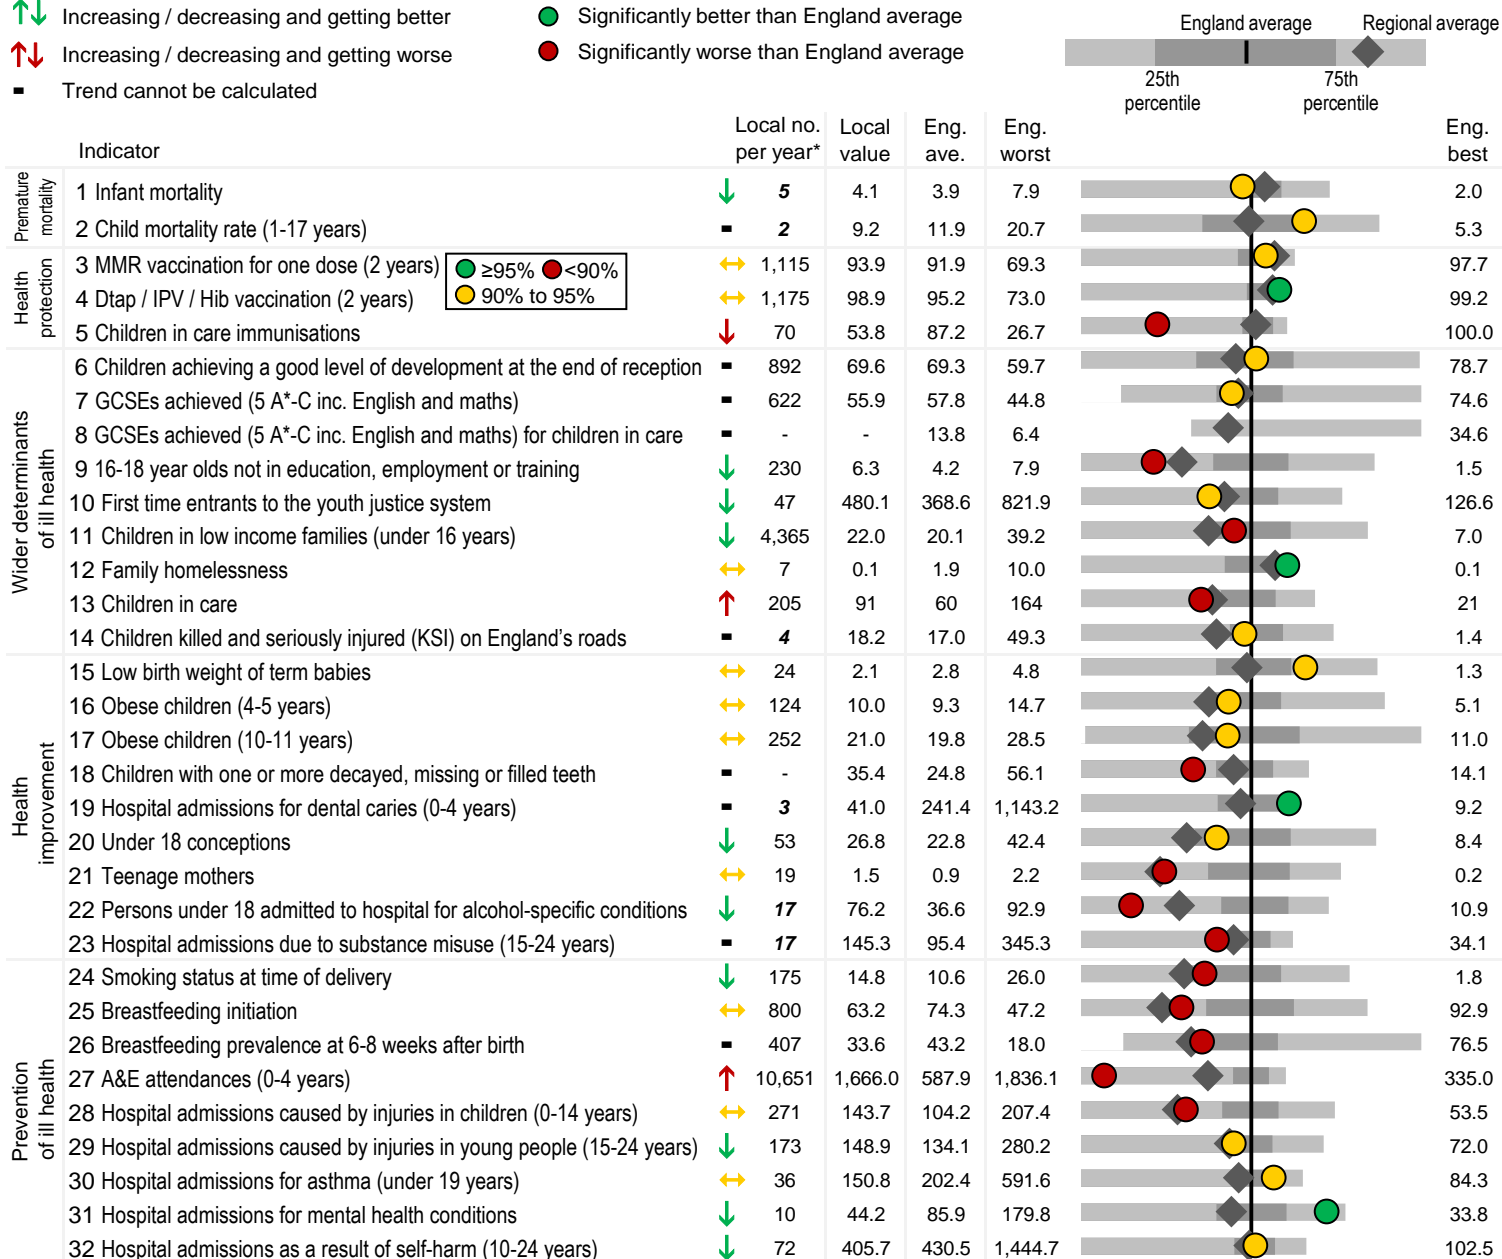 Increasing / decreasing and getting better
Significantly better than England average
Increasing / decreasing and getting worse
Significantly worse than England average
Trend cannot be calculated
England average Regional average
25th percentile
75th percentile
Indicator Local no. per year* Local value Eng. ave. Eng. worst Eng. best
Premature mortality
1 Infant mortality 5 4.1 3.9 7.9 2.0
2 Child mortality rate (1-17 years) - 2 9.2 11.9 20.7 5.3
Health protection
3 MMR vaccination for one dose (2 years) 1,115 93.9 91.9 69.3 97.7
≥95% <90%
90% to 95%
4 Dtap / IPV / Hib vaccination (2 years) 1,175 98.9 95.2 73.0 99.2
5 Children in care immunisations 70 53.8 87.2 26.7 100.0
Wider determinants of ill health
6 Children achieving a good level of development at the end of reception - 892 69.6 69.3 59.7 78.7
7 GCSEs achieved (5 A*-C inc. English and maths) - 622 55.9 57.8 44.8 74.6
8 GCSEs achieved (5 A*-C inc. English and maths) for children in care - - - 13.8 6.4 34.6
9 16-18 year olds not in education, employment or training 230 6.3 4.2 7.9 1.5
10 First time entrants to the youth justice system 47 480.1 368.6 821.9 126.6
11 Children in low income families (under 16 years) 4,365 22.0 20.1 39.2 7.0
12 Family homelessness 7 0.1 1.9 10.0 0.1
13 Children in care 205 91 60 164 21
14 Children killed and seriously injured (KSI) on England’s roads - 4 18.2 17.0 49.3 1.4
Health improvement
15 Low birth weight of term babies 24 2.1 2.8 4.8 1.3
16 Obese children (4-5 years) 124 10.0 9.3 14.7 5.1
17 Obese children (10-11 years) 252 21.0 19.8 28.5 11.0
18 Children with one or more decayed, missing or filled teeth - - 35.4 24.8 56.1 14.1
19 Hospital admissions for dental caries (0-4 years) - 3 41.0 241.4 1,143.2 9.2
20 Under 18 conceptions 53 26.8 22.8 42.4 8.4
21 Teenage mothers 19 1.5 0.9 2.2 0.2
22 Persons under 18 admitted to hospital for alcohol-specific conditions 17 76.2 36.6 92.9 10.9
23 Hospital admissions due to substance misuse (15-24 years) - 17 145.3 95.4 345.3 34.1
Prevention of ill health
24 Smoking status at time of delivery 175 14.8 10.6 26.0 1.8
25 Breastfeeding initiation 800 63.2 74.3 47.2 92.9
26 Breastfeeding prevalence at 6-8 weeks after birth - 407 33.6 43.2 18.0 76.5
27 A&E attendances (0-4 years) 10,651 1,666.0 587.9 1,836.1 335.0
28 Hospital admissions caused by injuries in children (0-14 years) 271 143.7 104.2 207.4 53.5
29 Hospital admissions caused by injuries in young people (15-24 years) 173 148.9 134.1 280.2 72.0
30 Hospital admissions for asthma (under 19 years) 36 150.8 202.4 591.6 84.3
31 Hospital admissions for mental health conditions 10 44.2 85.9 179.8 33.8
32 Hospital admissions as a result of self-harm (10-24 years) 72 405.7 430.5 1,444.7 102.5